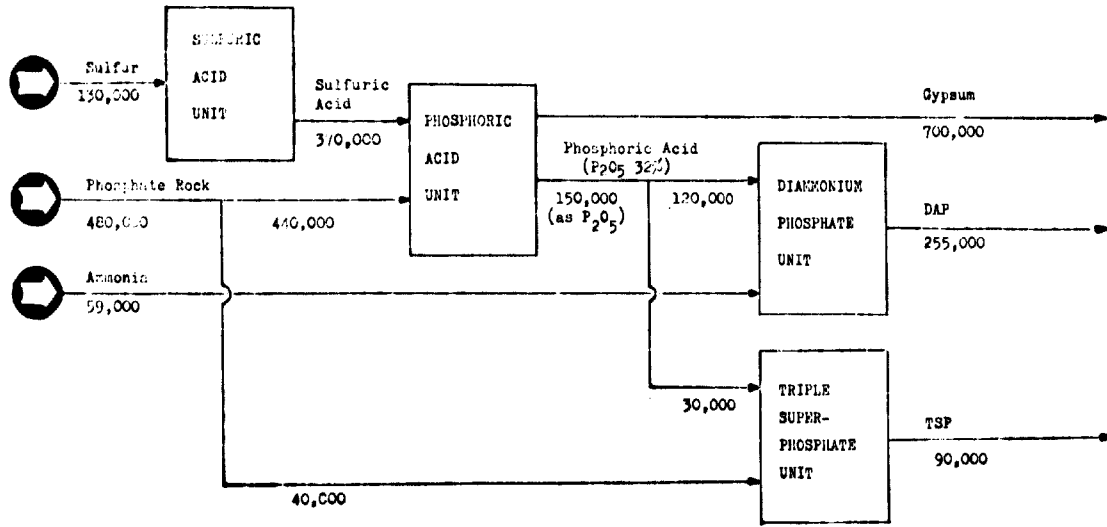 SULFURIC
ACID
UNIT
Sulfur
130,000
Sulfuric
Acid
370,000
PHOSPHORIC
ACID
UNIT
Gypsum
700,000
Phosphoric Acid
(P2O5 32%)
150,000
(as P2O5)
120,000
DIAMMONIUM
PHOSPHATE
UNIT
DAP
255,000
Phosphate Rock
480,000
440,000
Ammonia
59,000
30,000
TRIPLE
SUPER-
PHOSPHATE
UNIT
TSP
90,000
40,000